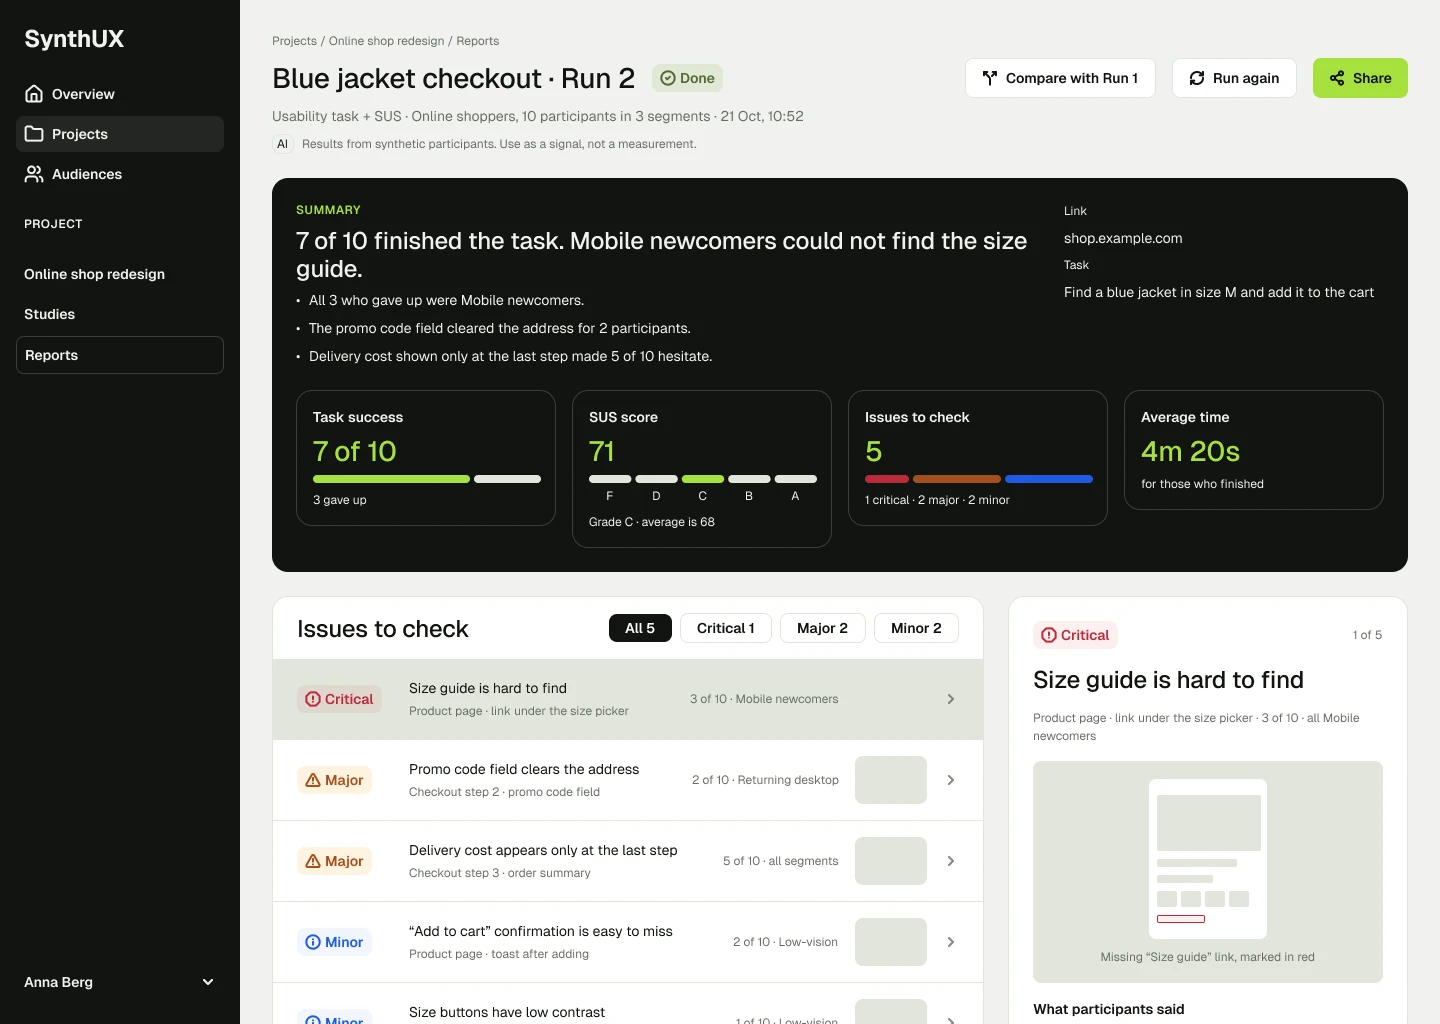 SynthUX
Overview
Projects
Audiences
PROJECT
Online shop redesign
Studies
Reports
Anna Berg
Projects / Online shop redesign / Reports
Blue jacket checkout · Run 2
Done
Compare with Run 1
Run again
Share
Usability task + SUS · Online shoppers, 10 participants in 3 segments · 21 Oct, 10:52
AI
Results from synthetic participants. Use as a signal, not a measurement.
SUMMARY
7 of 10 finished the task. Mobile newcomers could not find the size
guide.
• All 3 who gave up were Mobile newcomers.
• The promo code field cleared the address for 2 participants.
• Delivery cost shown only at the last step made 5 of 10 hesitate.
Link
shop.example.com
Task
Find a blue jacket in size M and add it to the cart
Task success
7 of 10
3 gave up
SUS score
71
F D C B A
Grade C · average is 68
Issues to check
5
1 critical · 2 major · 2 minor
Average time
4m 20s
for those who finished
Issues to check
All 5
Critical 1
Major 2
Minor 2
Critical
Size guide is hard to find
Product page · link under the size picker
3 of 10 · Mobile newcomers
Major
Promo code field clears the address
Checkout step 2 · promo code field
2 of 10 · Returning desktop
Major
Delivery cost appears only at the last step
Checkout step 3 · order summary
5 of 10 · all segments
Minor
“Add to cart” confirmation is easy to miss
Product page · toast after adding
2 of 10 · Low-vision
Minor
Size buttons have low contrast
1 of 10 · Low-vision
Critical
1 of 5
Size guide is hard to find
Product page · link under the size picker · 3 of 10 · all Mobile
newcomers
Missing “Size guide” link, marked in red
What participants said